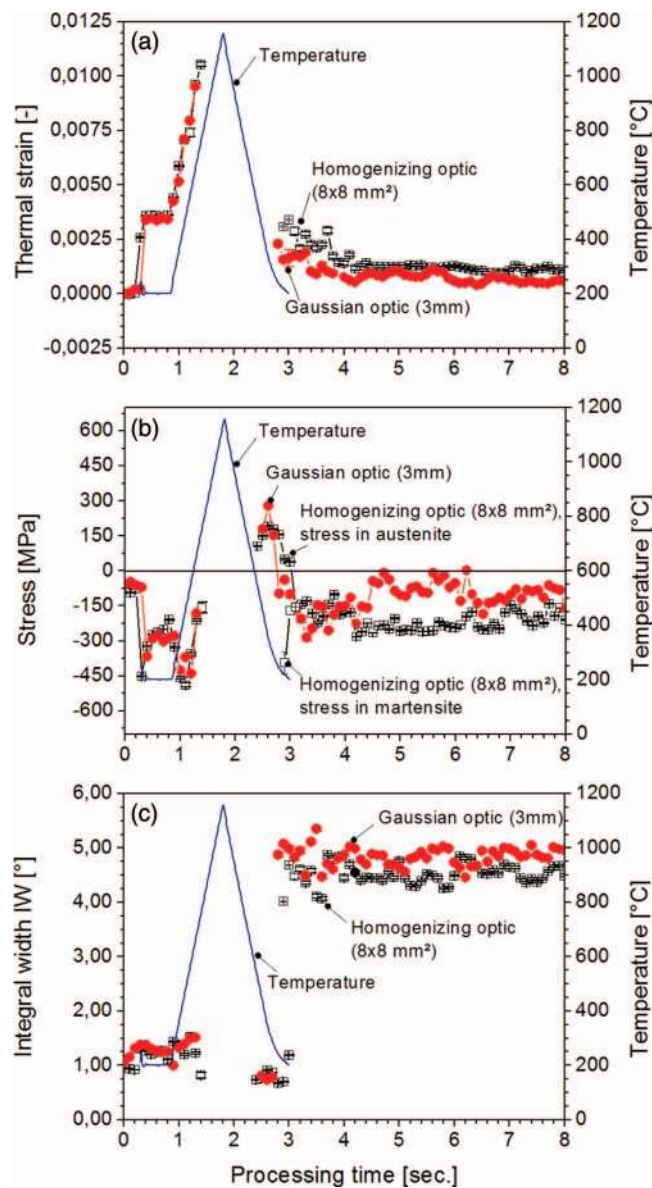 (a)
0,0125
0,0100
0,0075
0,0050
0,0025
0,0000
-0,0025
Thermal strain [-]
Temperature
Homogenizing optic
(8x8 mm²)
Gaussian optic (3mm)
1200
1000
800
600
400
200
0
Temperature [°C]
0 1 2 3 4 5 6 7 8
(b)
600
450
300
150
0
-150
-300
-450
-600
Stress [MPa]
Temperature
Gaussian optic (3mm)
Homogenizing optic (8x8 mm²),
stress in austenite
Homogenizing optic (8x8 mm²),
stress in martensite
1200
1000
800
600
400
200
0
Temperature [°C]
0 1 2 3 4 5 6 7 8
(c)
6,00
5,00
4,00
3,00
2,00
1,00
0,00
Integral width IW [°]
Gaussian optic (3mm)
Homogenizing optic
(8x8 mm²)
Temperature
1200
1000
800
600
400
200
0
Temperature [°C]
0 1 2 3 4 5 6 7 8
Processing time [sec.]